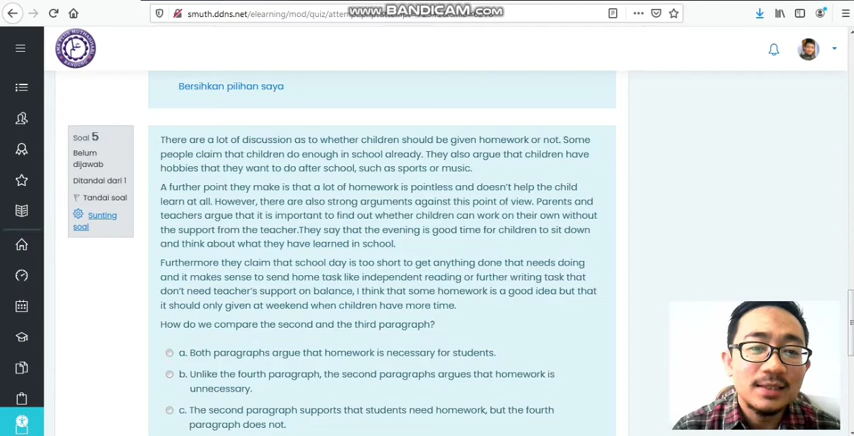 smuth.ddns.net/elearning/mod/quiz/attemp
www.BANDICAM.com
Bersihkan pilihan saya
Soal 5
Belum
dijawab
Ditandai dari 1
Tandai soal
Sunting
soal
There are a lot of discussion as to whether children should be given homework or not. Some
people claim that children do enough in school already. They also argue that children have
hobbies that they want to do after school, such as sports or music.
A further point they make is that a lot of homework is pointless and doesn't help the child
learn at all. However, there are also strong arguments against this point of view. Parents and
teachers argue that it is important to find out whether children can work on their own without
the support from the teacher.They say that the evening is good time for children to sit down
and think about what they have learned in school.
Furthermore they claim that school day is too short to get anything done that needs doing
and it makes sense to send home task like independent reading or further writing task that
don't need teacher's support on balance, I think that some homework is a good idea but that
it should only given at weekend when children have more time.
How do we compare the second and the third paragraph?
a. Both paragraphs argue that homework is necessary for students.
b. Unlike the fourth paragraph, the second paragraphs argues that homework is
unnecessary.
c. The second paragraph supports that students need homework, but the fourth
paragraph does not.